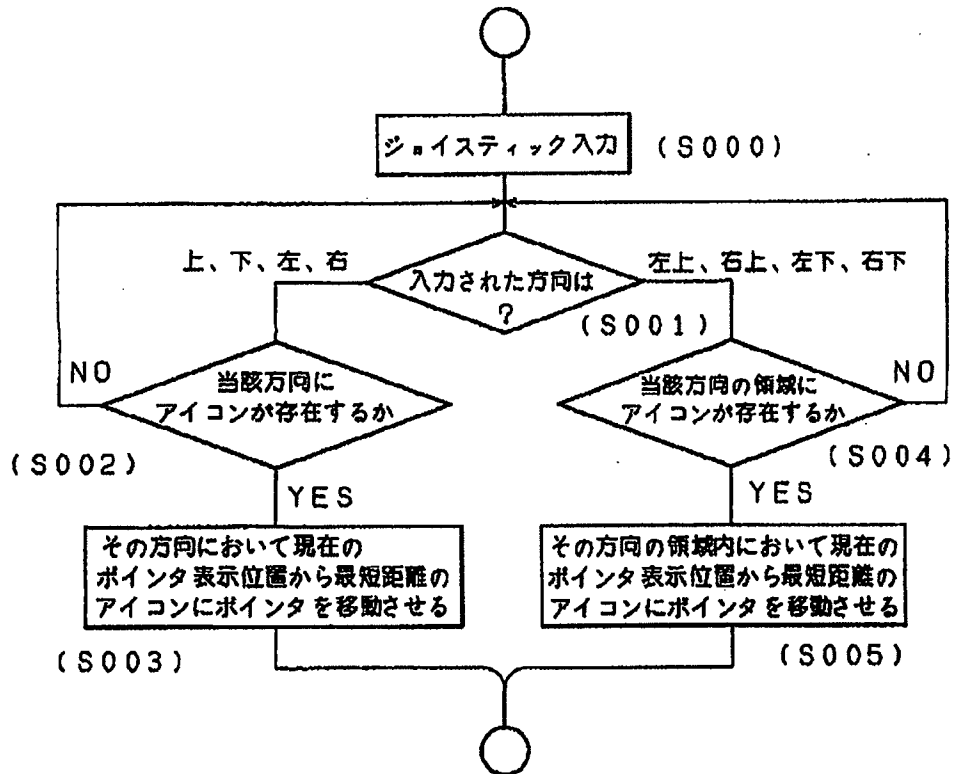 ジョイスティック入力
(S000)
上、下、左、右
入力された方向は
?
左上、右上、左下、右下
(S001)
NO
当該方向に
アイコンが存在するか
(S002)
当該方向の領域に
アイコンが存在するか
NO
(S004)
YES
YES
その方向において現在の
ポインタ表示位置から最短距離の
アイコンにポインタを移動させる
(S003)
その方向の領域内において現在の
ポインタ表示位置から最短距離の
アイコンにポインタを移動させる
(S005)